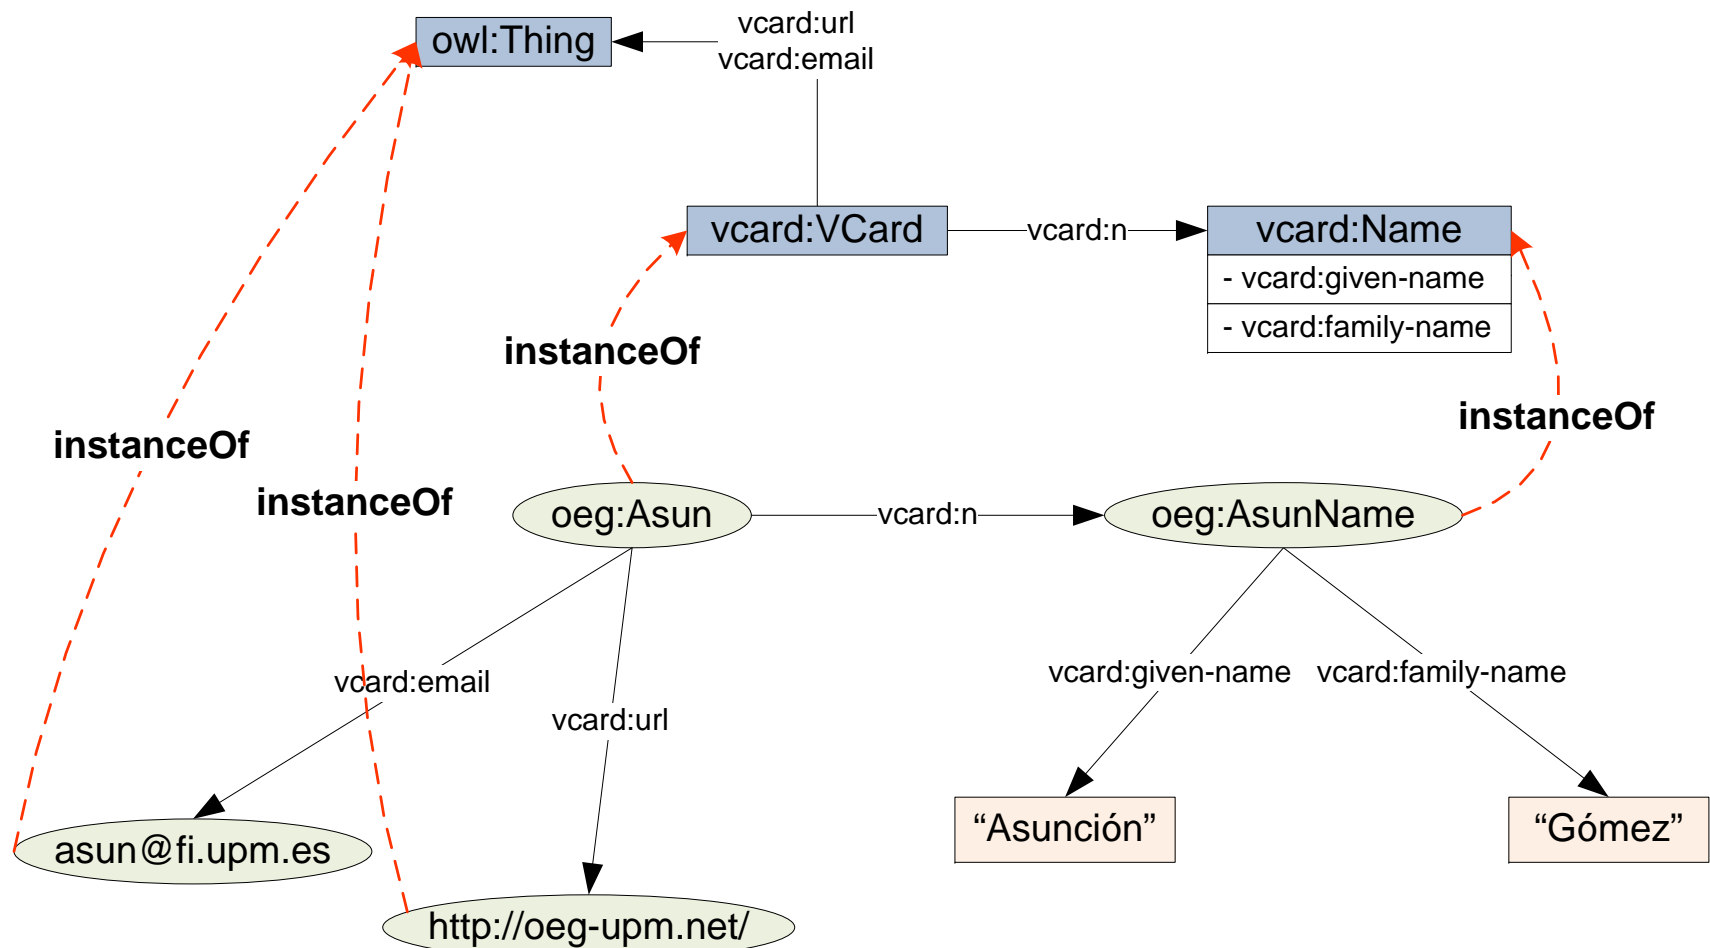 vcard:url
owl:Thing
vcard:email
vcard:VCard
vcard:n
vcard:Name
- vcard:given-name
- vcard:family-name
instanceOf
instanceOf
instanceOf
instanceOf
oeg:Asun
vcard:n
oeg:AsunName
vcard:email
vcard:given-name
vcard:family-name
vcard:url
“Asunción”
“Gómez”
asun@fi.upm.es
http://oeg-upm.net/